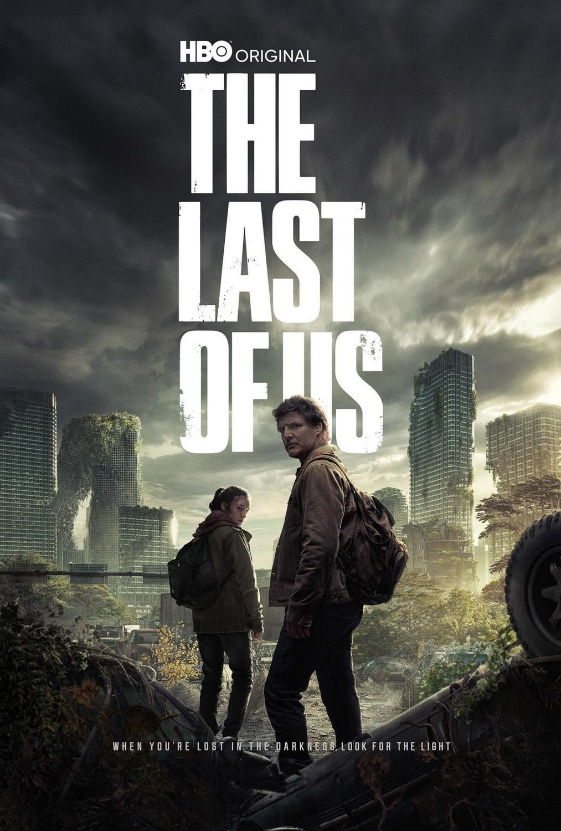 HBO ORIGINAL
THE
LAST
OF US
WHEN YOU'RE LOST IN THE DARKNESS LOOK FOR THE LIGHT